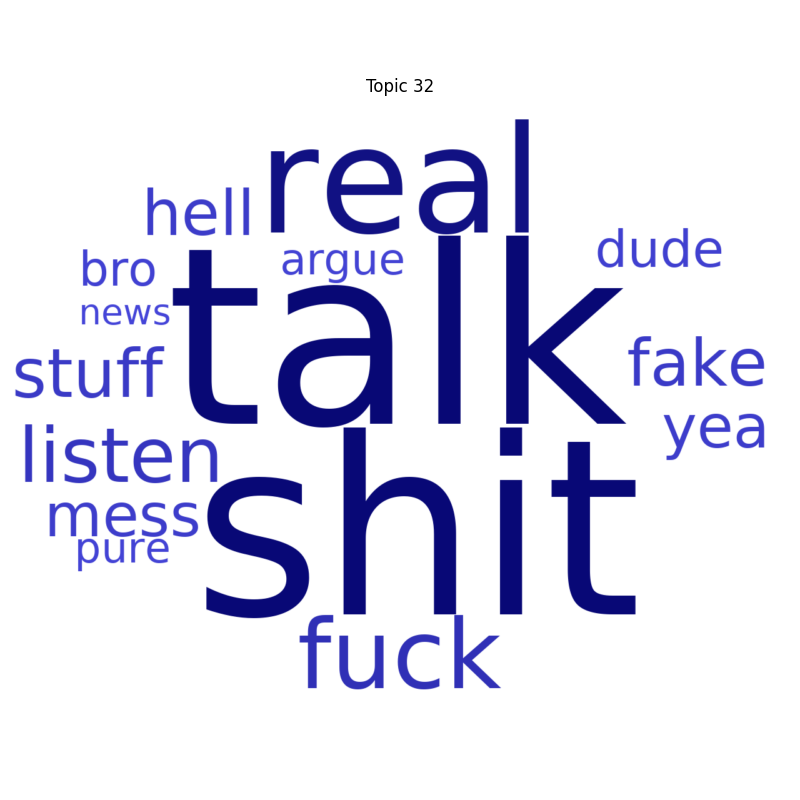 Topic 32
real
hell
argue
dude
bro
news
talk
stuff
fake
listen
yea
mess
pure
shit
fuck